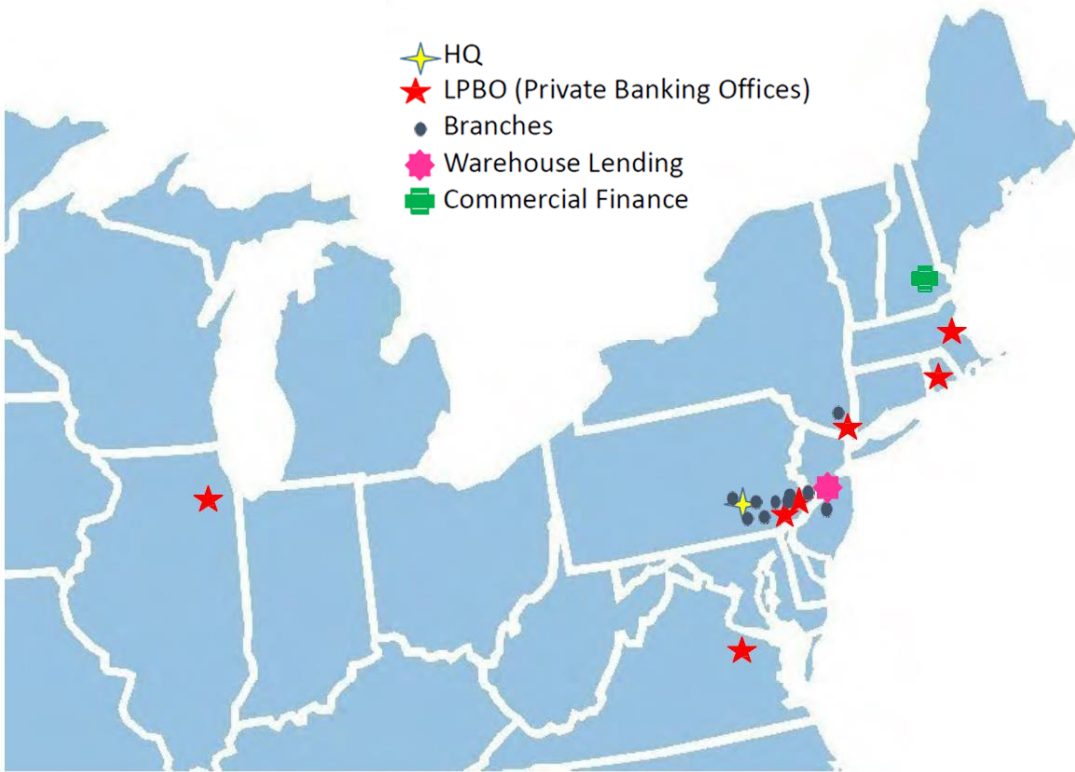 HQ
LPBO (Private Banking Offices)
Branches
Warehouse Lending
Commercial Finance